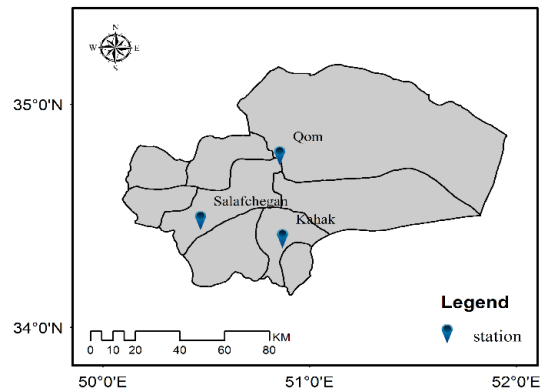 N
W E
S
35°0'N
Qom
Salafchegan
Kahak
Legend
station
34°0'N
KM
0 10 20 40 60 80
50°0'E 51°0'E 52°0'E